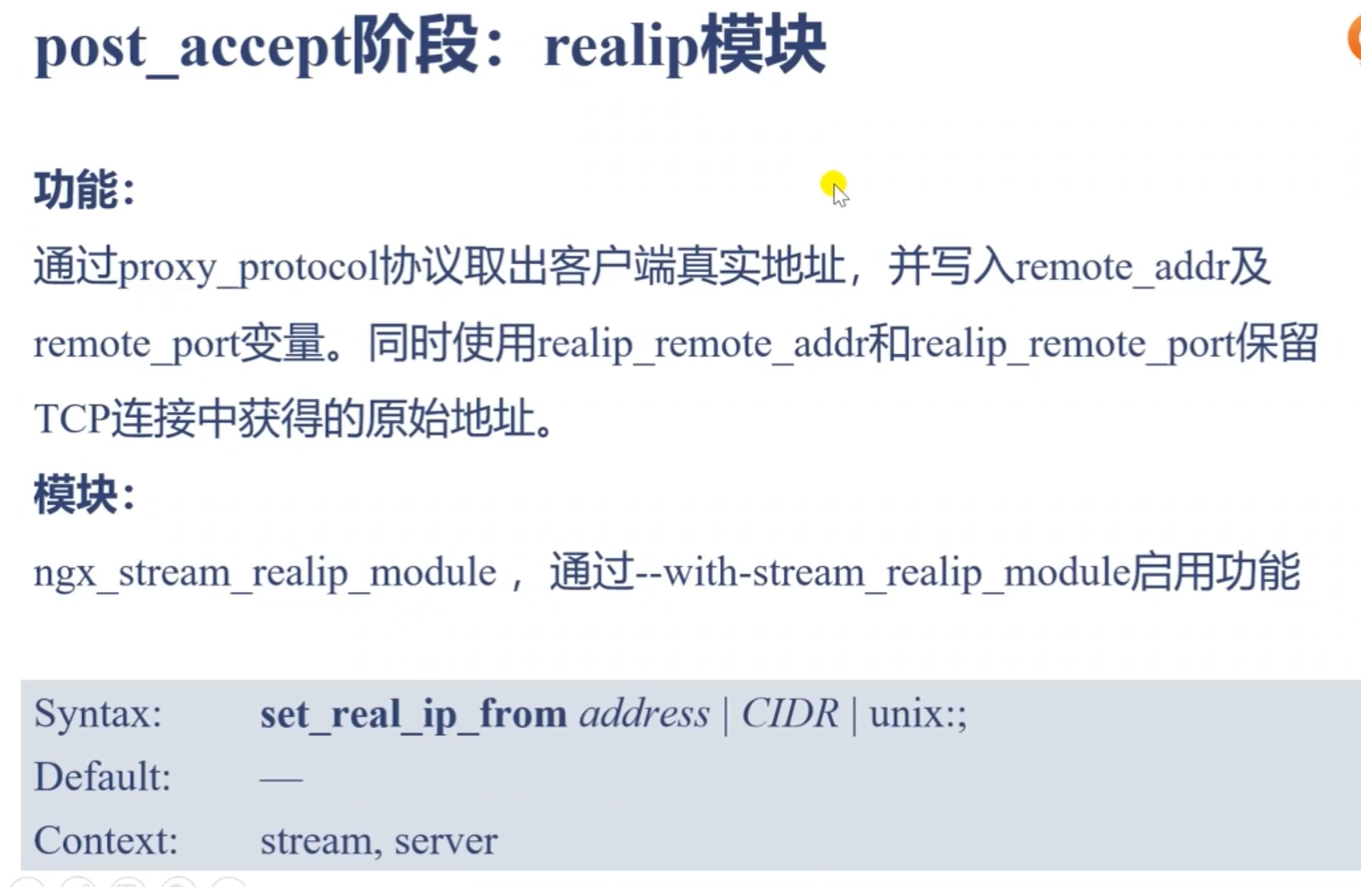 post_accept阶段：realip模块
功能：
通过proxy_protocol协议取出客户端真实地址，并写入remote_addr及
remote_port变量。同时使用realip_remote_addr和realip_remote_port保留
TCP连接中获得的原始地址。
模块：
ngx_stream_realip_module ，通过--with-stream_realip_module启用功能
Syntax: set_real_ip_from address | CIDR | unix:;
Default: —
Context: stream, server